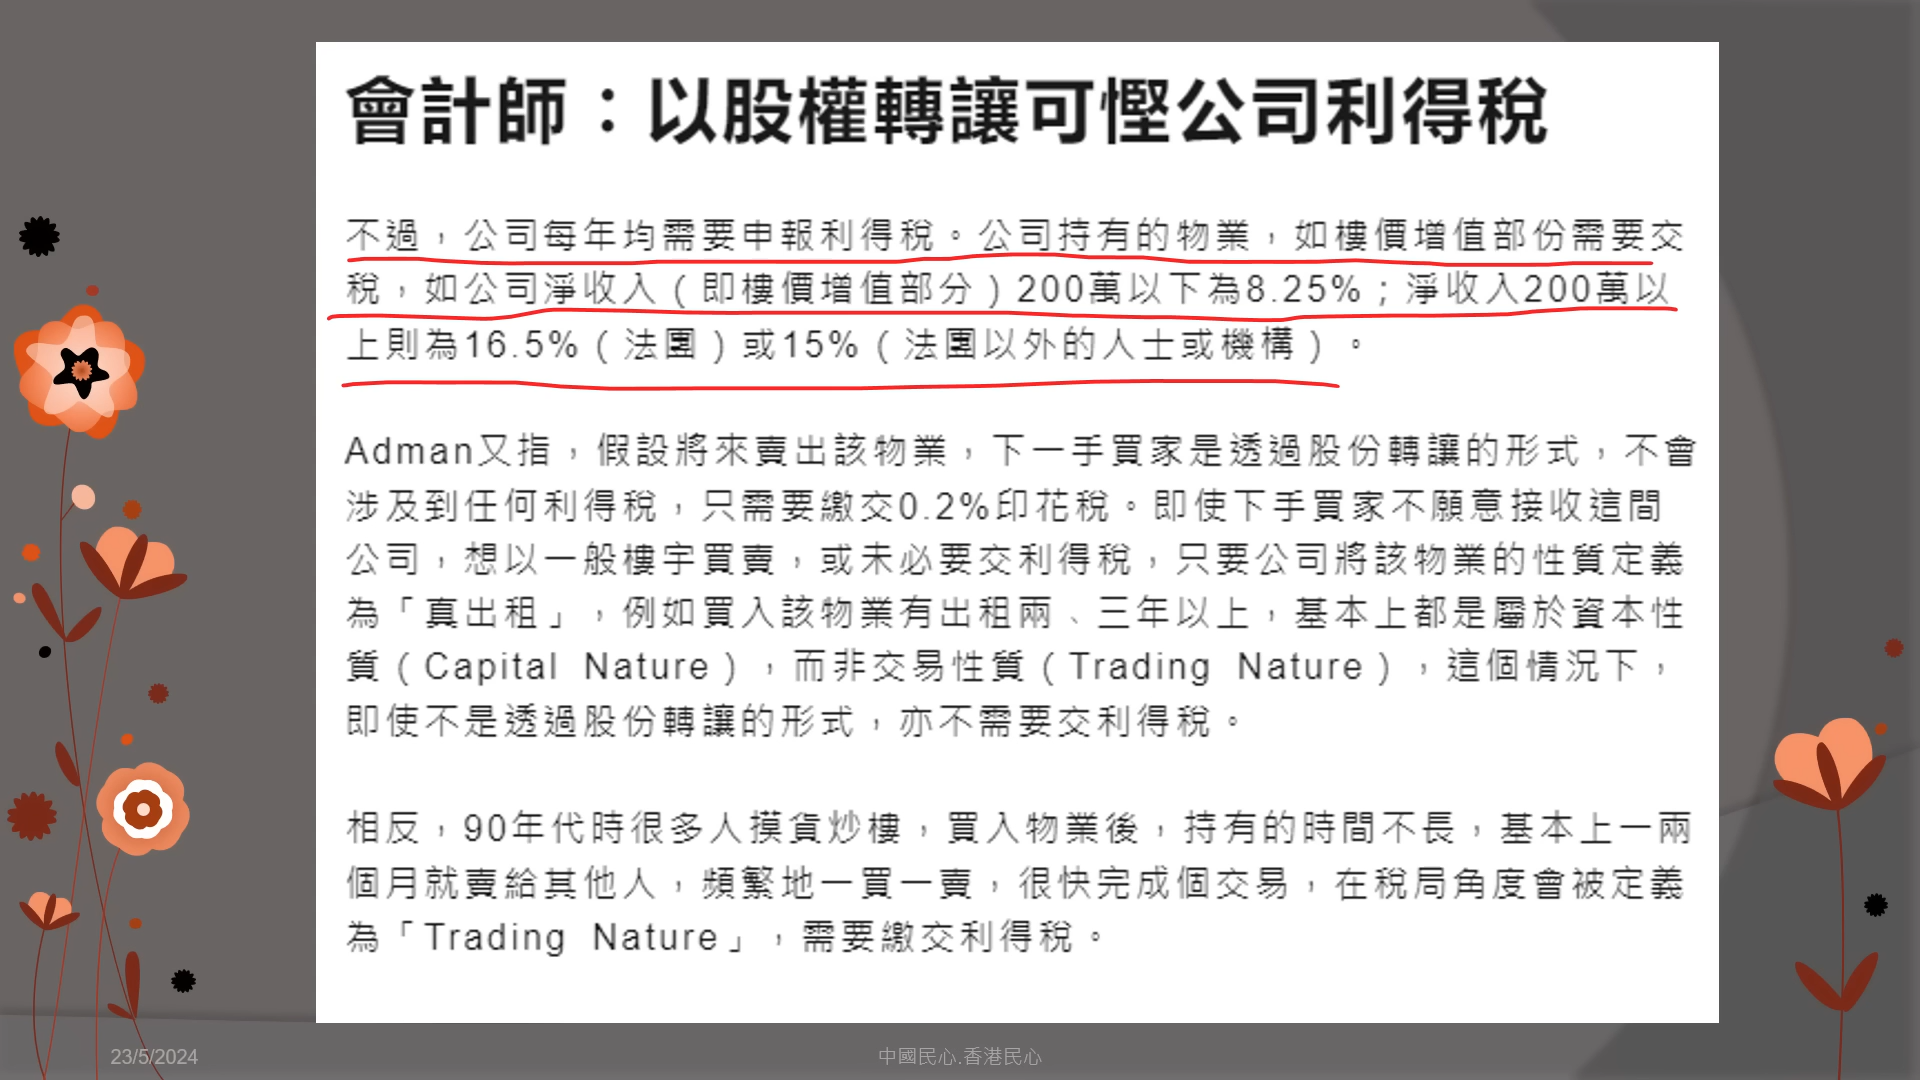 會計師：以股權轉讓可慳公司利得稅
不過，公司每年均需要申報利得稅。公司持有的物業，如樓價增值部份需要交
稅，如公司淨收入（即樓價增值部分）200萬以下為8.25%；淨收入200萬以
上則為16.5%（法團）或15%（法團以外的人士或機構）。
Adman又指，假設將來賣出該物業，下一手買家是透過股份轉讓的形式，不會
涉及到任何利得稅，只需要繳交0.2%印花稅。即使下手買家不願意接收這間
公司，想以一般樓宇買賣，或未必要交利得稅，只要公司將該物業的性質定義
為「真出租」，例如買入該物業有出租兩、三年以上，基本上都是屬於資本性
質（Capital Nature），而非交易性質（Trading Nature），這個情況下，
即使不是透過股份轉讓的形式，亦不需要交利得稅。
相反，90年代時很多人摸貨炒樓，買入物業後，持有的時間不長，基本上一兩
個月就賣給其他人，頻繁地一買一賣，很快完成個交易，在稅局角度會被定義
為「Trading Nature」，需要繳交利得稅。
23/5/2024
中國民心.香港民心